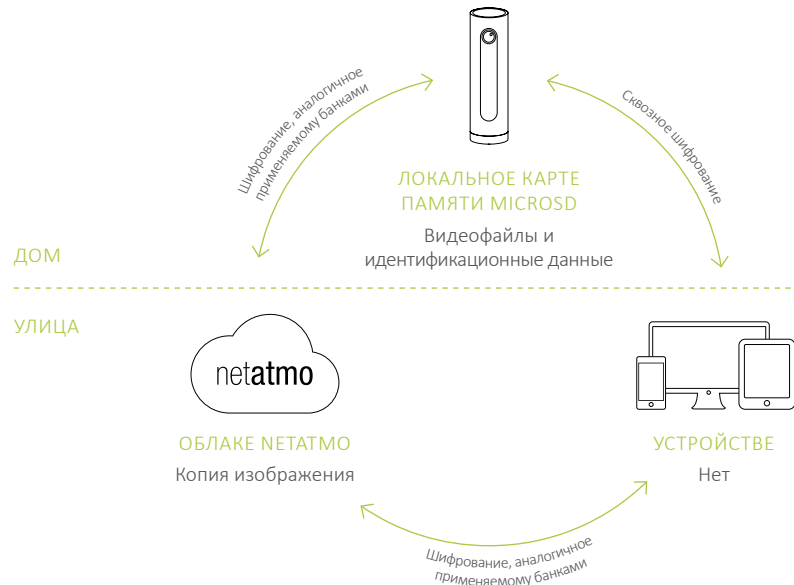 Шифрование, аналогичное
применяемому банками
Сквозное шифрование
ЛОКАЛЬНОЕ КАРТЕ
ПАМЯТИ MICROSD
Видеофайлы и
идентификационные данные
ДОМ
УЛИЦА
netatmo
ОБЛАКЕ NETATMO
Копия изображения
УСТРОЙСТВЕ
Нет
Шифрование, аналогичное
применяемому банками